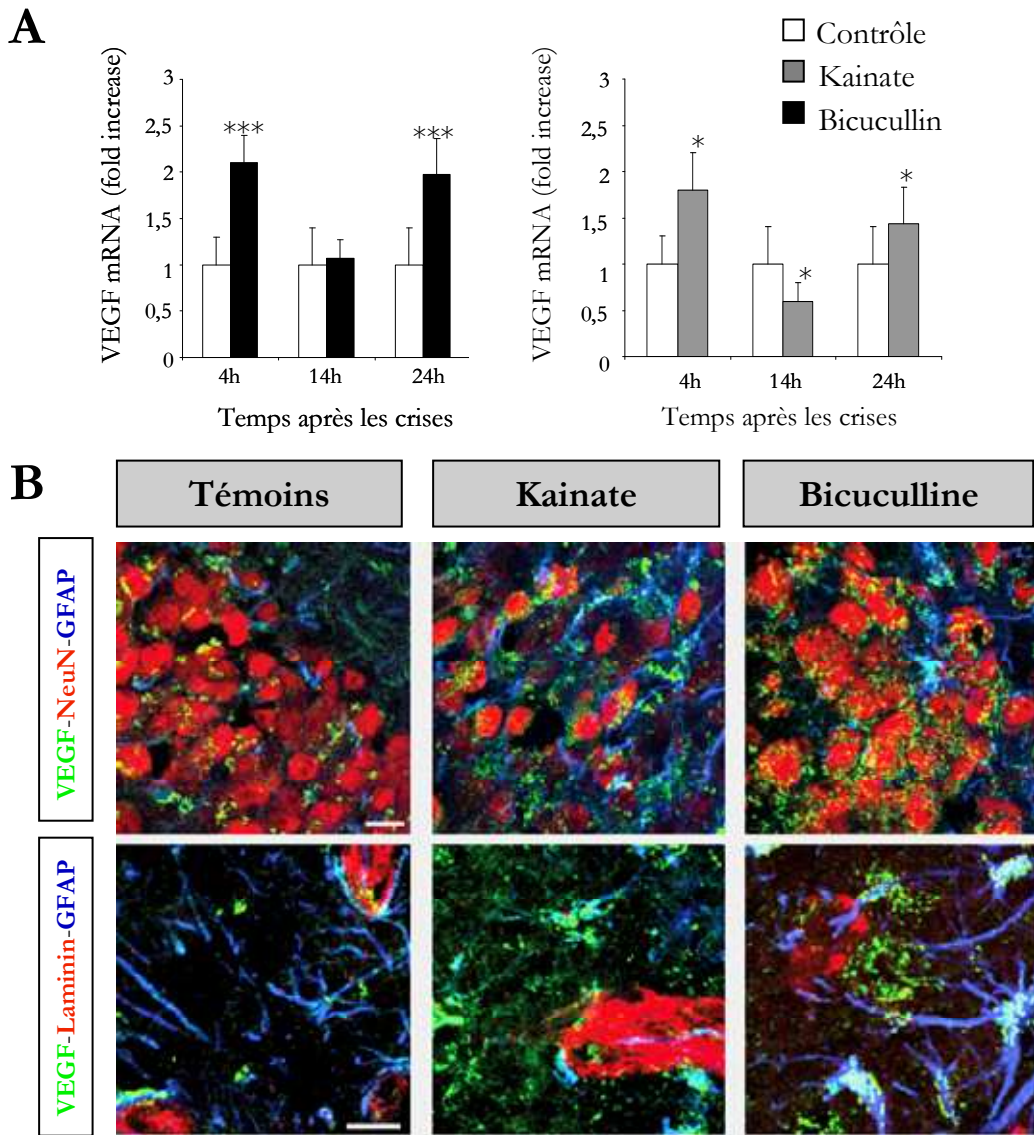 A
Contrôle
Kainate
Bicucullin
VEGF mRNA (fold increase)
3
2,5
2
1,5
1
0,5
0
***
***
4h
14h
24h
Temps après les crises
VEGF mRNA (fold increase)
3
2,5
2
1,5
1
0,5
0
*
*
*
4h
14h
24h
Temps après les crises
B
Témoins
Kainate
Bicuculline
VEGF-NeuN-GFAP
VEGF-Laminin-GFAP